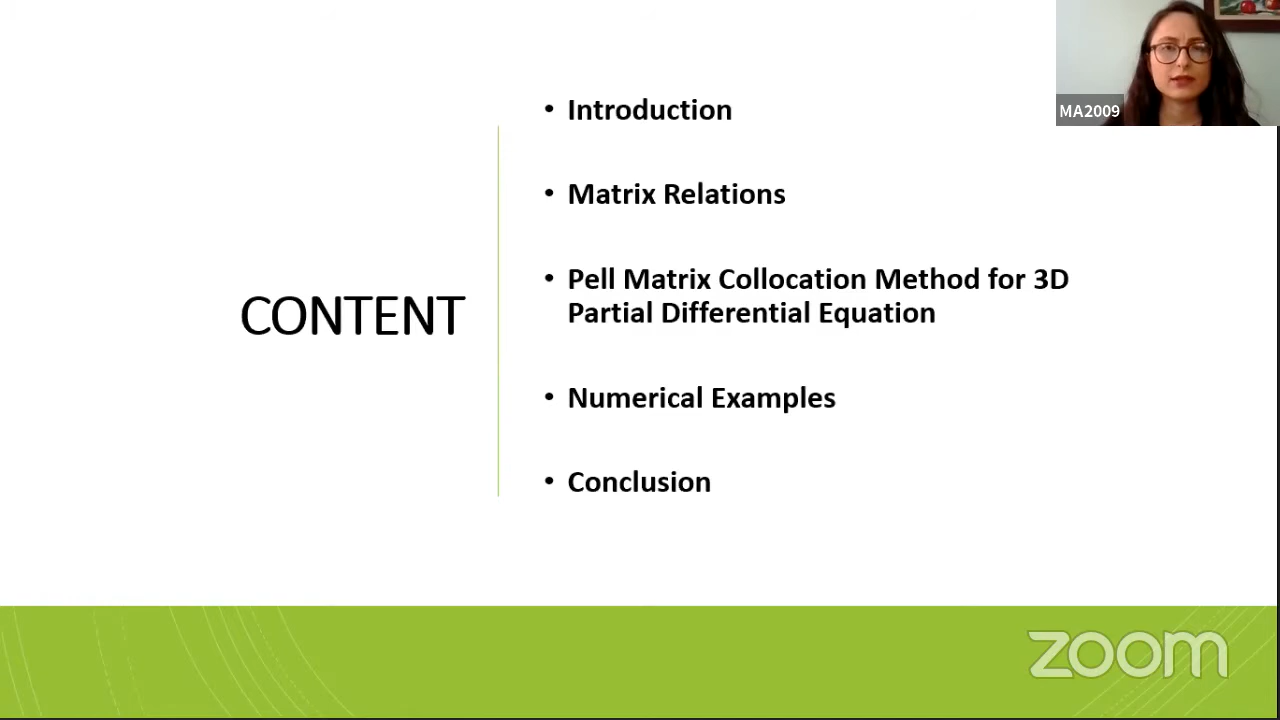 MA2009
CONTENT
• Introduction
• Matrix Relations
• Pell Matrix Collocation Method for 3D
Partial Differential Equation
• Numerical Examples
• Conclusion
zoom